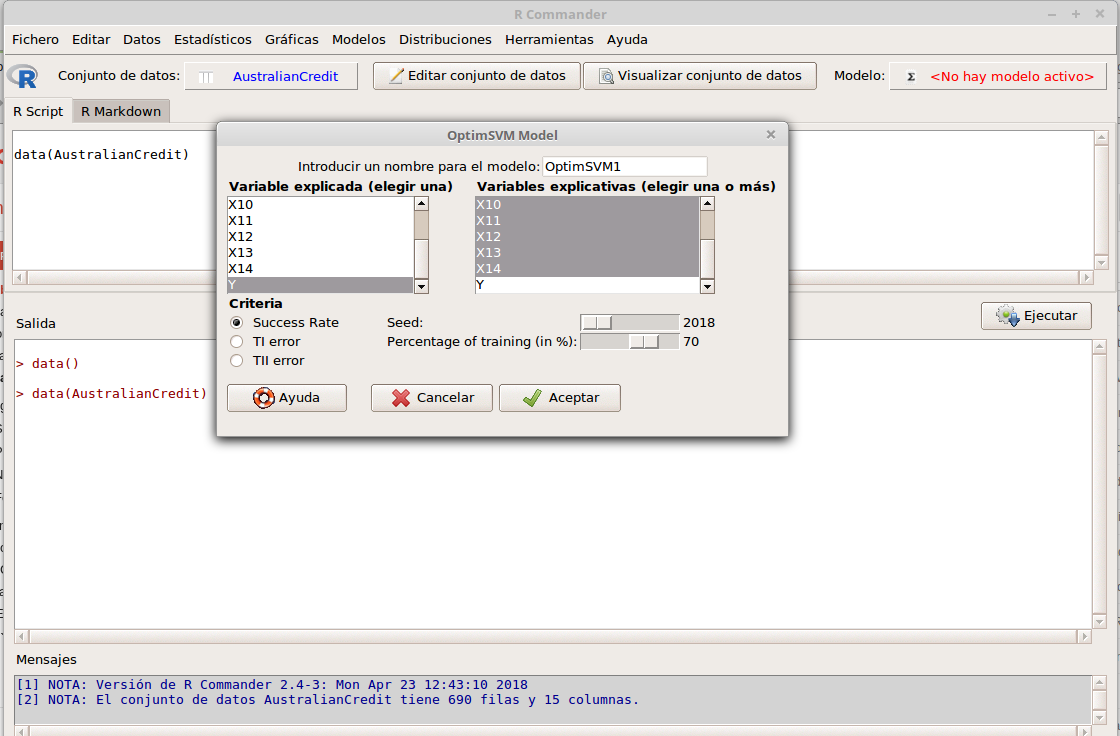 R Commander
Fichero Editar Datos Estadísticos Gráficas Modelos Distribuciones Herramientas Ayuda
R Conjunto de datos: AustralianCredit Editar conjunto de datos Visualizar conjunto de datos Modelo: Σ <No hay modelo activo>
R Script R Markdown
data(AustralianCredit)
OptimSVM Model
Introducir un nombre para el modelo: OptimSVM1
Variable explicada (elegir una) Variables explicativas (elegir una o más)
X10 X10
X11 X11
X12 X12
X13 X13
X14 X14
Y Y
Criteria
Success Rate Seed: 2018
TI error Percentage of training (in %): 70
TII error
Ayuda Cancelar Aceptar
Salida Ejecutar
> data()
> data(AustralianCredit)
Mensajes
[1] NOTA: Versión de R Commander 2.4-3: Mon Apr 23 12:43:10 2018
[2] NOTA: El conjunto de datos AustralianCredit tiene 690 filas y 15 columnas.